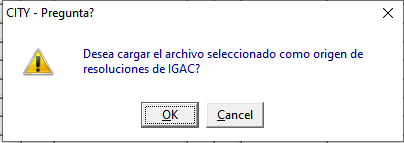 CITY - Pregunta?
Desea cargar el archivo seleccionado como origen de
resoluciones de IGAC?
OK
Cancel